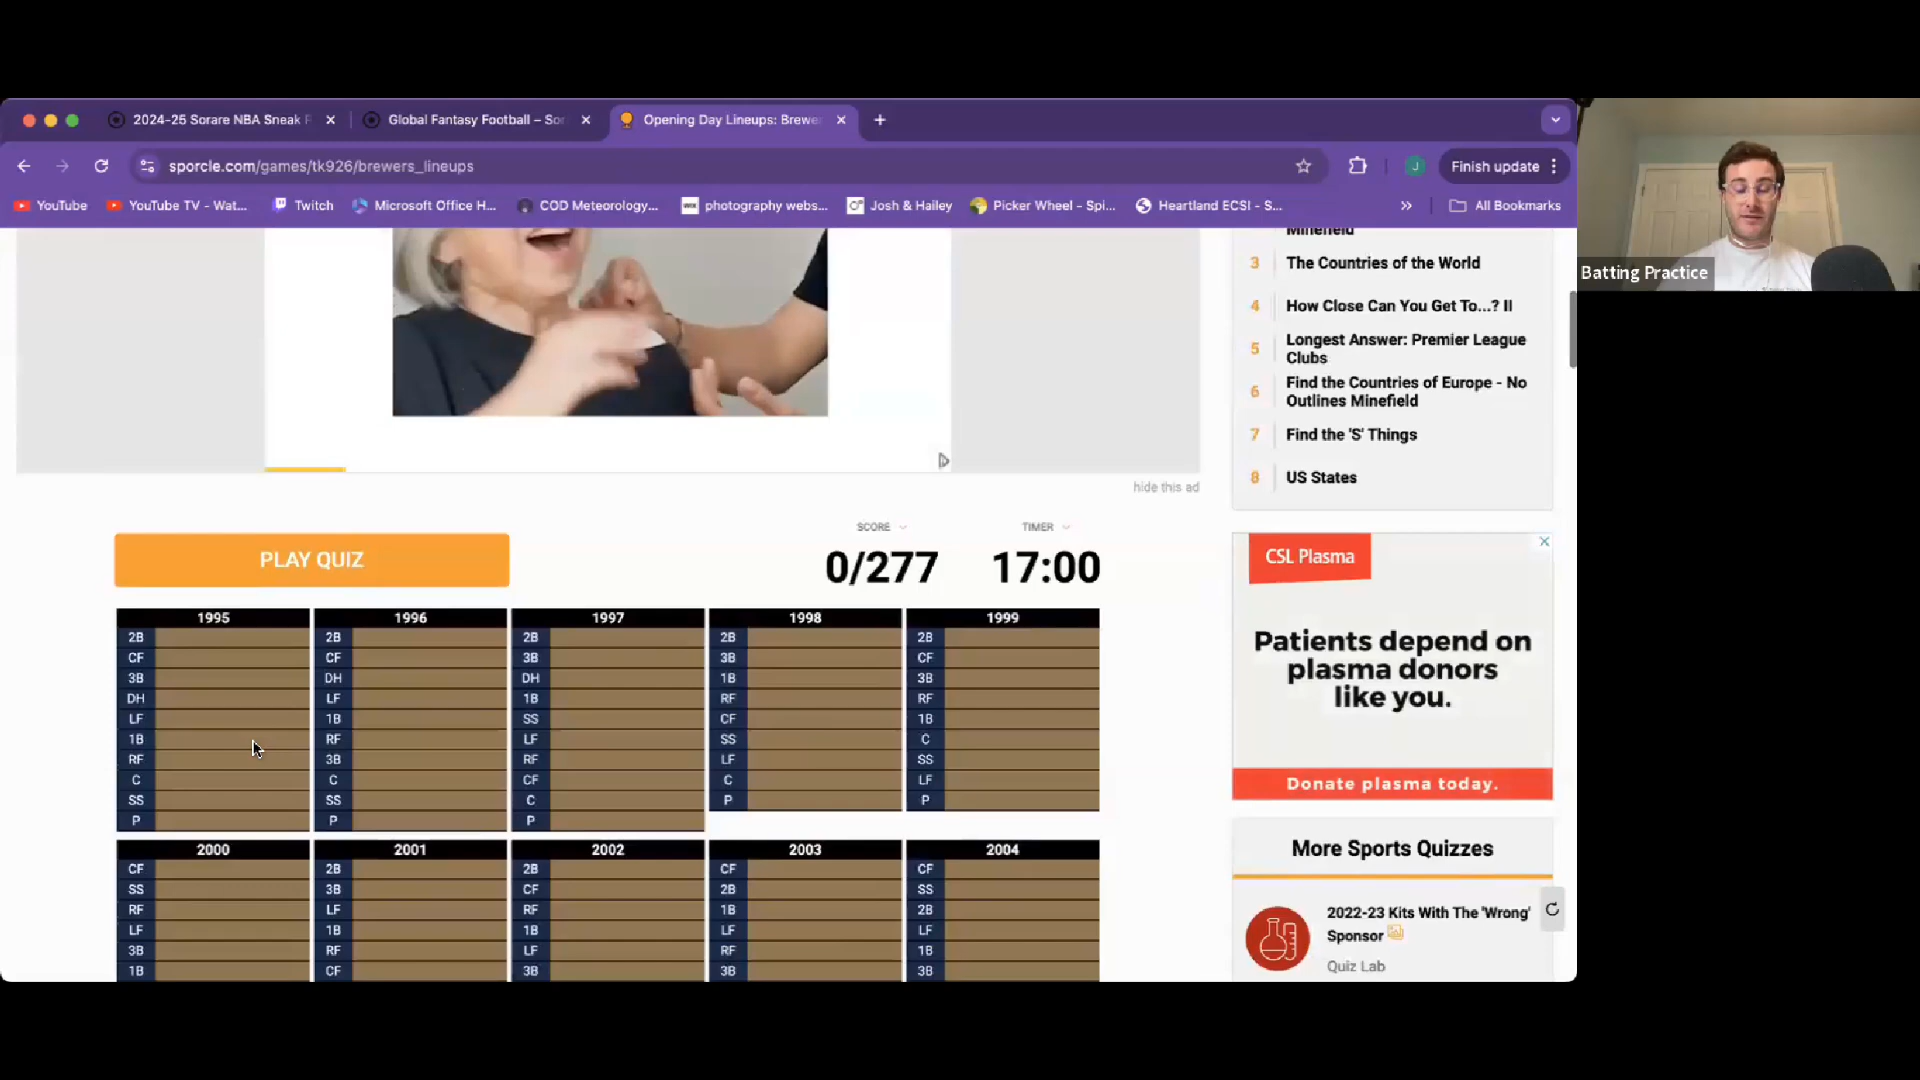 2024-25 Sorare NBA Sneak P
Global Fantasy Football – Sor
Opening Day Lineups: Brewe
sporcle.com/games/tk926/brewers_lineups
J
Finish update
YouTube
YouTube TV - Wat...
Twitch
Microsoft Office H...
COD Meteorology...
photography webs...
Josh & Hailey
Picker Wheel - Spi...
Heartland ECSI - S...
All Bookmarks
hide this ad
PLAY QUIZ
SCORE
0/277
TIMER
17:00
1995
2B
CF
3B
DH
LF
1B
RF
C
SS
P
1996
2B
CF
DH
LF
1B
RF
3B
C
SS
P
1997
2B
3B
DH
1B
SS
LF
RF
CF
C
P
1998
2B
3B
1B
RF
CF
SS
LF
C
P
1999
2B
CF
3B
RF
1B
C
SS
LF
P
2000
CF
SS
RF
LF
3B
1B
2001
2B
3B
LF
1B
RF
CF
2002
2B
CF
RF
1B
LF
3B
2003
CF
2B
1B
LF
RF
3B
2004
CF
SS
2B
LF
1B
3B
Minefield
3 The Countries of the World
4 How Close Can You Get To...? II
5 Longest Answer: Premier League
Clubs
6 Find the Countries of Europe - No
Outlines Minefield
7 Find the 'S' Things
8 US States
CSL Plasma
Patients depend on
plasma donors
like you.
Donate plasma today.
More Sports Quizzes
2022-23 Kits With The 'Wrong'
Sponsor
Quiz Lab
Batting Practice